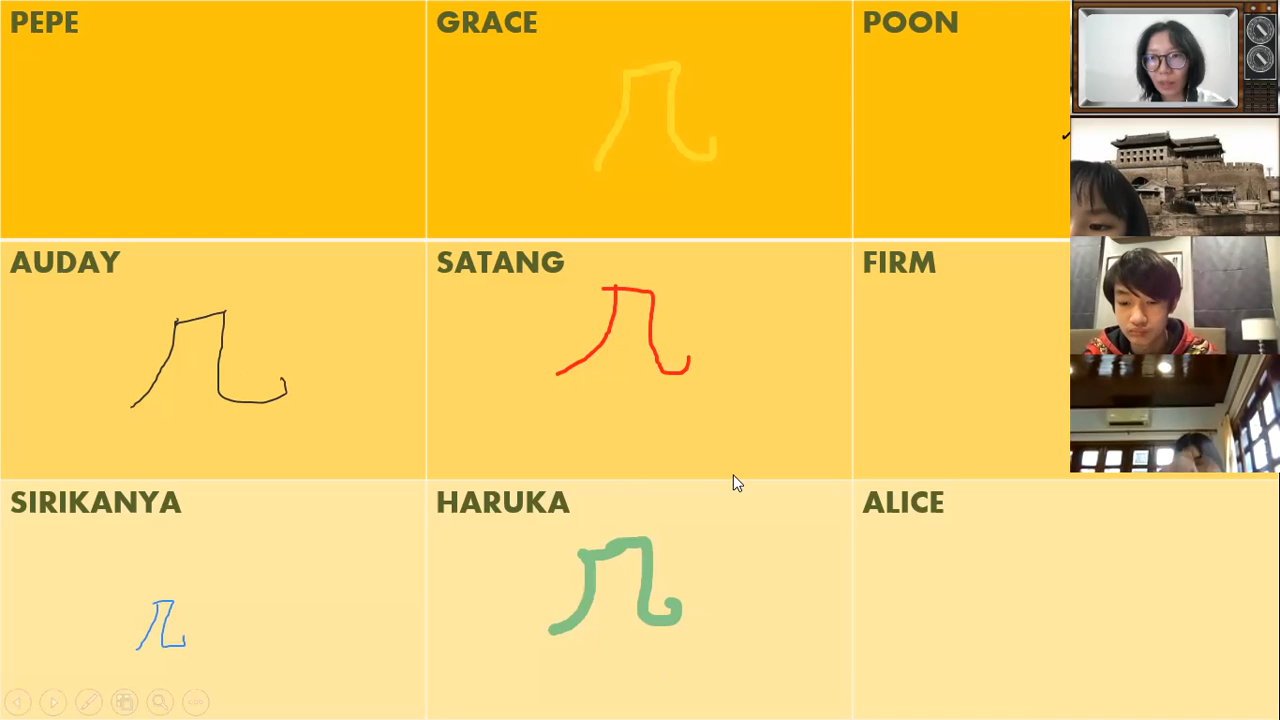 PEPE
GRACE
几
POON
AUDAY
几
SATANG
几
FIRM
SIRIKANYA
几
HARUKA
几
ALICE